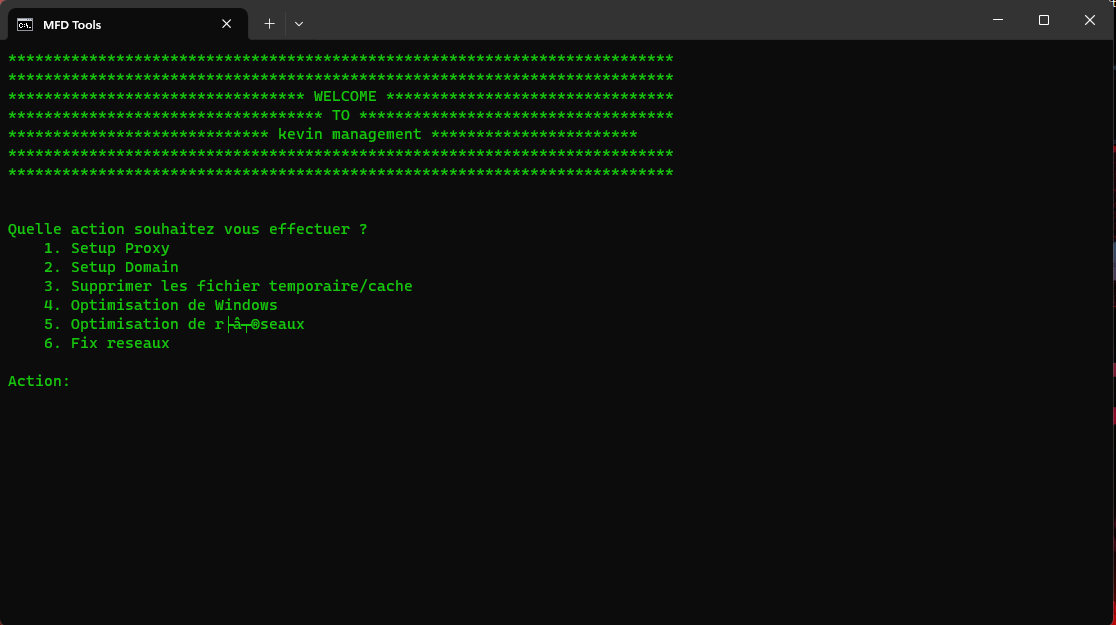 MFD Tools
**************************************************************************
**************************************************************************
********************************* WELCOME ********************************
*********************************** TO ***********************************
***************************** kevin management ***********************
**************************************************************************
**************************************************************************
Quelle action souhaitez vous effectuer ?
1. Setup Proxy
2. Setup Domain
3. Supprimer les fichier temporaire/cache
4. Optimisation de Windows
5. Optimisation de r├â┬®seaux
6. Fix reseaux
Action: